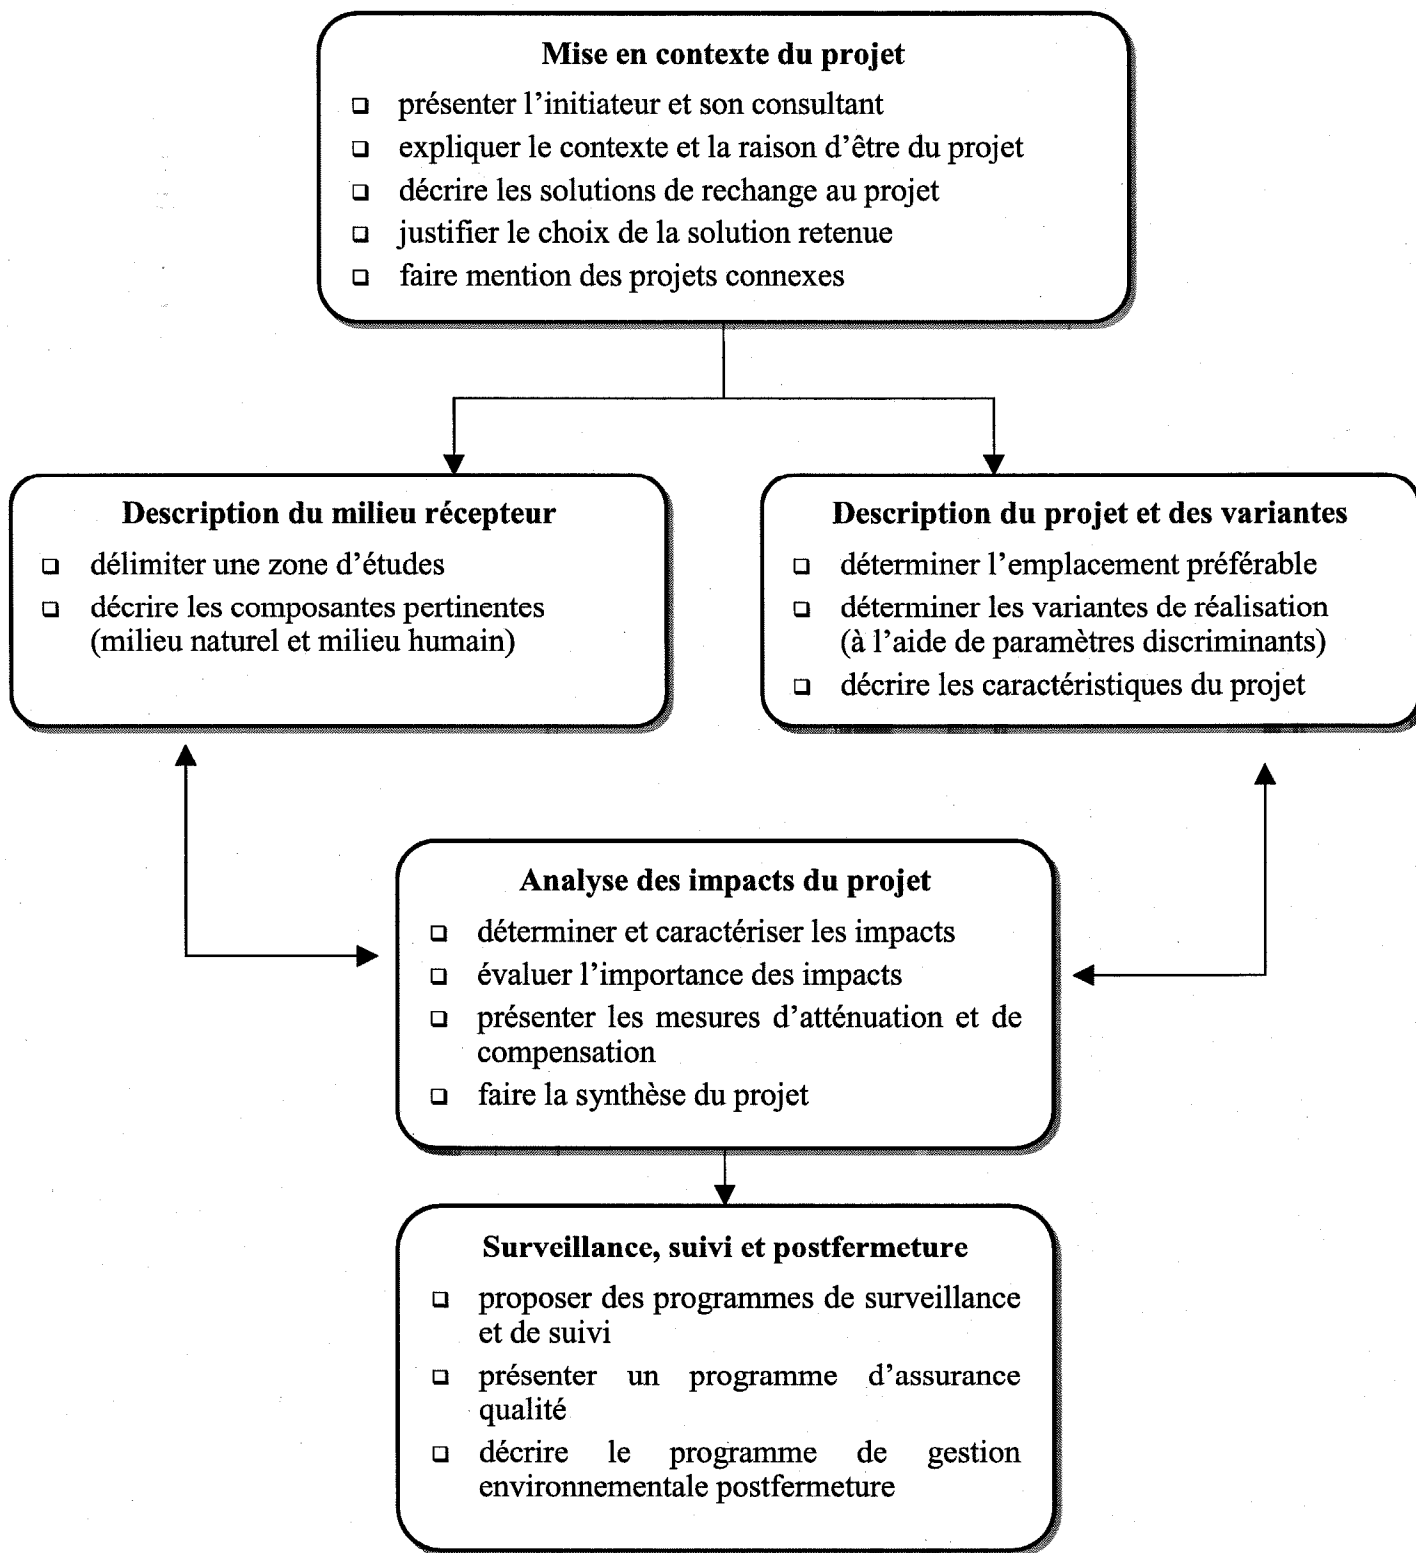 Mise en contexte du projet
❑ présenter l’initiateur et son consultant
❑ expliquer le contexte et la raison d’être du projet
❑ décrire les solutions de rechange au projet
❑ justifier le choix de la solution retenue
❑ faire mention des projets connexes
Description du milieu récepteur
❑ délimiter une zone d’études
❑ décrire les composantes pertinentes
(milieu naturel et milieu humain)
Description du projet et des variantes
❑ déterminer l’emplacement préférable
❑ déterminer les variantes de réalisation
(à l’aide de paramètres discriminants)
❑ décrire les caractéristiques du projet
Analyse des impacts du projet
❑ déterminer et caractériser les impacts
❑ évaluer l’importance des impacts
❑ présenter les mesures d’atténuation et de
compensation
❑ faire la synthèse du projet
Surveillance, suivi et postfermeture
❑ proposer des programmes de surveillance
et de suivi
❑ présenter un programme d’assurance
qualité
❑ décrire le programme de gestion
environnementale postfermeture